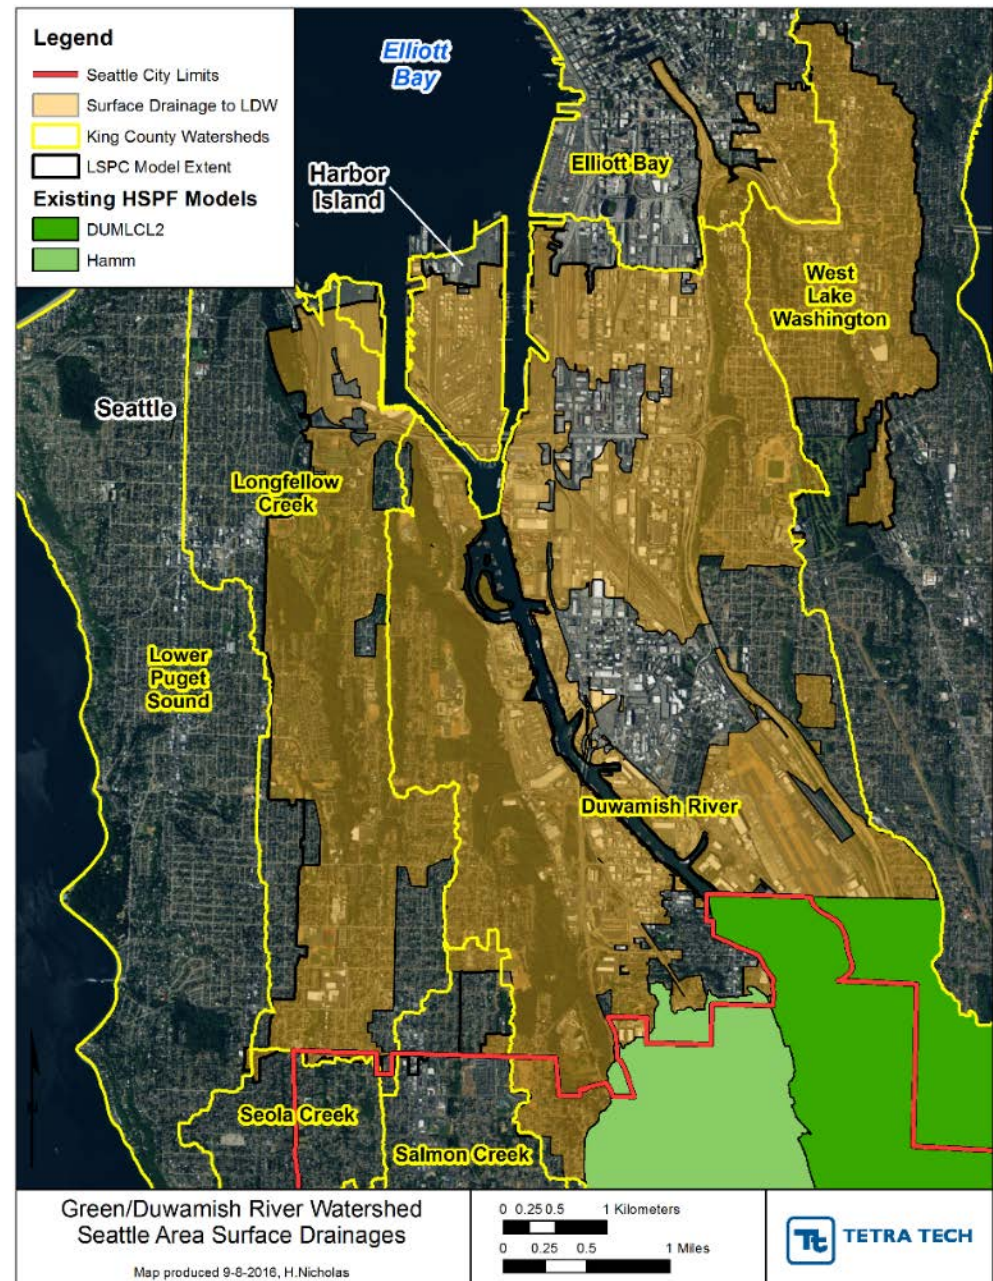 Legend
Seattle City Limits
Surface Drainage to LDW
King County Watersheds
LSPC Model Extent
Existing HSPF Models
DUMLCL2
Hamm
Elliott
Bay
Harbor
Island
Elliott Bay
West
Lake
Washington
Seattle
Longfellow
Creek
Lower
Puget
Sound
Duwamish River
Seola Creek
Salmon Creek
Green/Duwamish River Watershed
Seattle Area Surface Drainages
Map produced 9-8-2016, H.Nicholas
0 0.25 0.5 1 Kilometers
0 0.25 0.5 1 Miles
Tt TETRA TECH